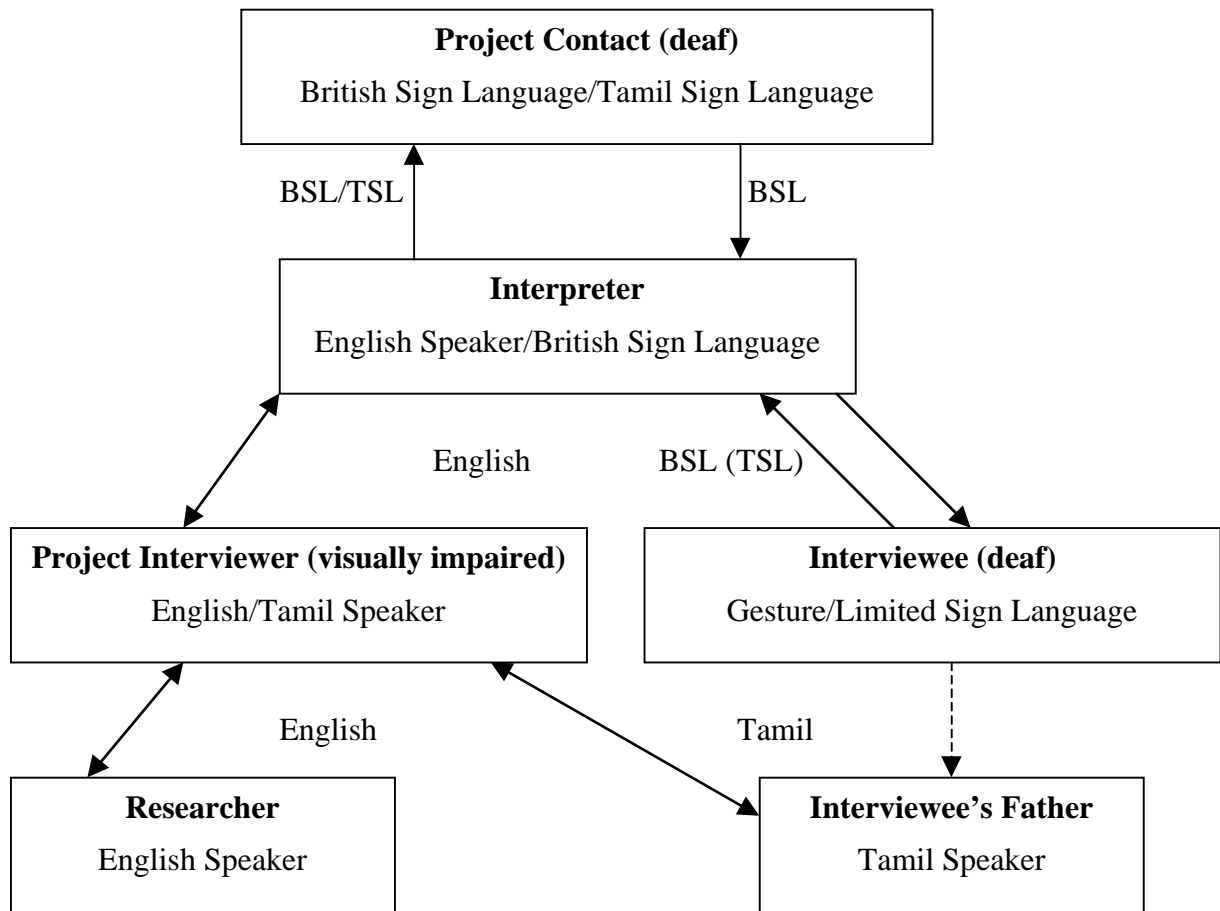 Project Contact (deaf)
British Sign Language/Tamil Sign Language
BSL/TSL
BSL
Interpreter
English Speaker/British Sign Language
English
BSL (TSL)
Project Interviewer (visually impaired)
English/Tamil Speaker
Interviewee (deaf)
Gesture/Limited Sign Language
English
Tamil
Researcher
English Speaker
Interviewee’s Father
Tamil Speaker